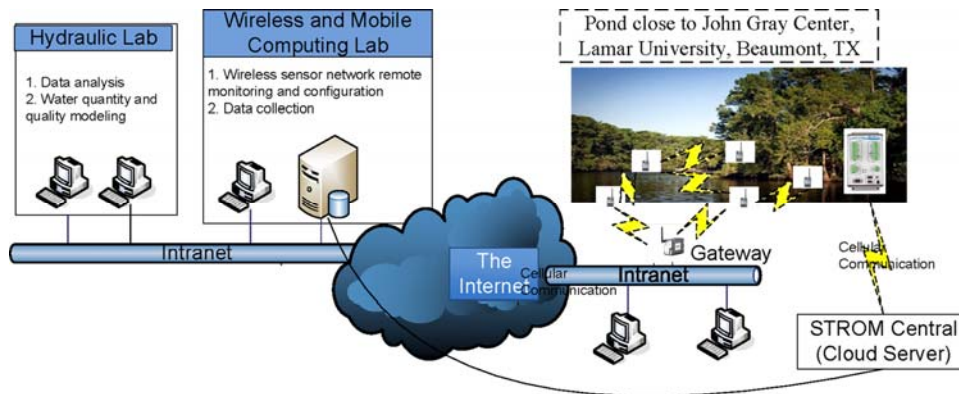 Hydraulic Lab
1. Data analysis
2. Water quantity and
quality modeling
Wireless and Mobile
Computing Lab
1. Wireless sensor network remote
monitoring and configuration
2. Data collection
Pond close to John Gray Center,
Lamar University, Beaumont, TX
Intranet
The
Internet
Cellular
Communication
Gateway
Intranet
Cellular
Communication
STROM Central
(Cloud Server)